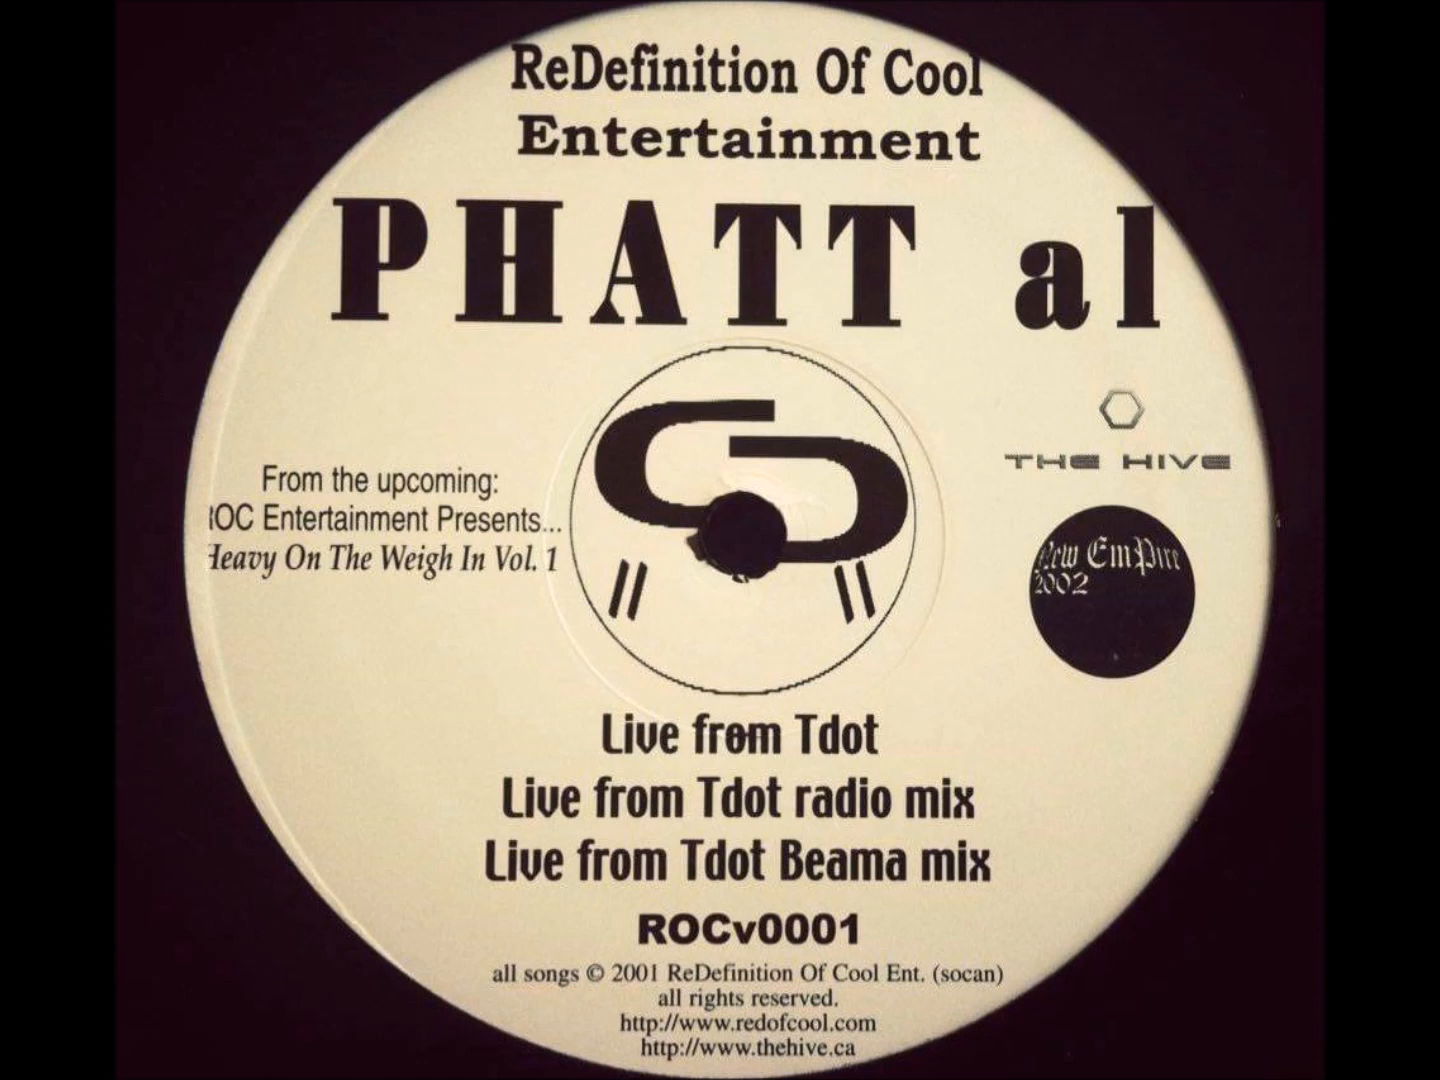 ReDefinition Of Cool
Entertainment
PHATT al
THE HIVE
From the upcoming:
ROC Entertainment Presents...
Heavy On The Weigh In Vol. 1
New EmPire
2002
Live from Tdot
Live from Tdot radio mix
Live from Tdot Beama mix
ROCv0001
all songs © 2001 ReDefinition Of Cool Ent. (socan)
all rights reserved.
http://www.redofcool.com
http://www.thehive.ca